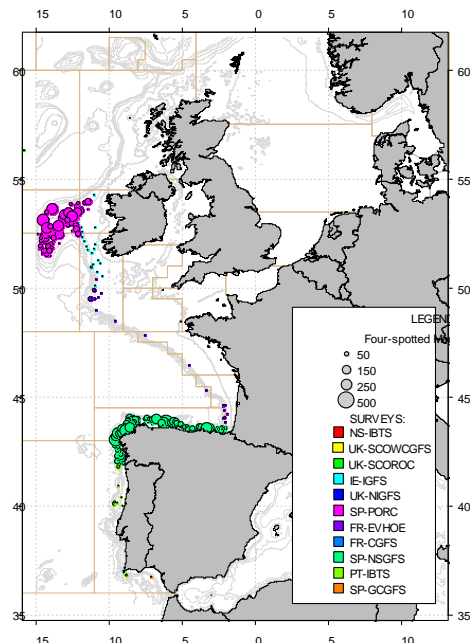 15 10 5 0 5 10
60
55
50
45
40
35
LEGEN
Four-spotted M
50
150
250
500
SURVEYS:
NS-IBTS
UK-SCOWCGFS
UK-SCOROC
IE-IGFS
UK-NIGFS
SP-PORC
FR-EVHOE
FR-CGFS
SP-NSGFS
PT-IBTS
SP-GCGFS
60
55
50
45
40
35
15 10 5 0 5 10